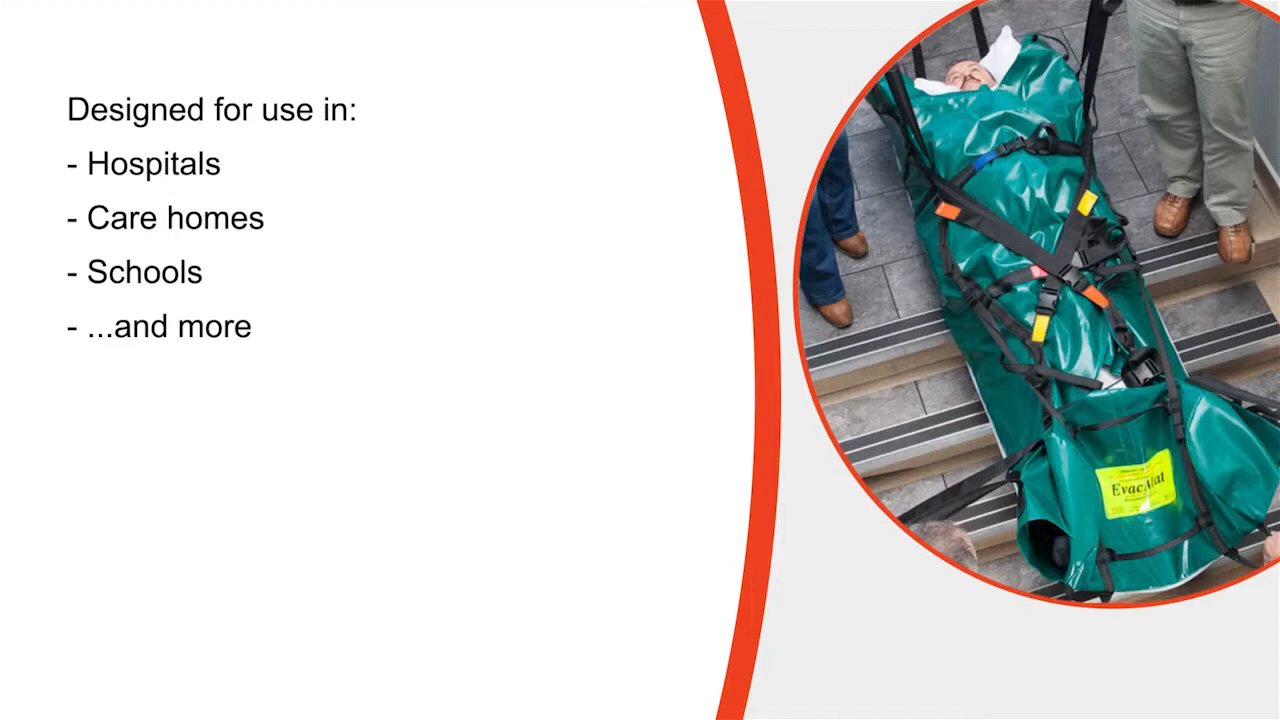 Designed for use in:
- Hospitals
- Care homes
- Schools
- ...and more
EvacMat